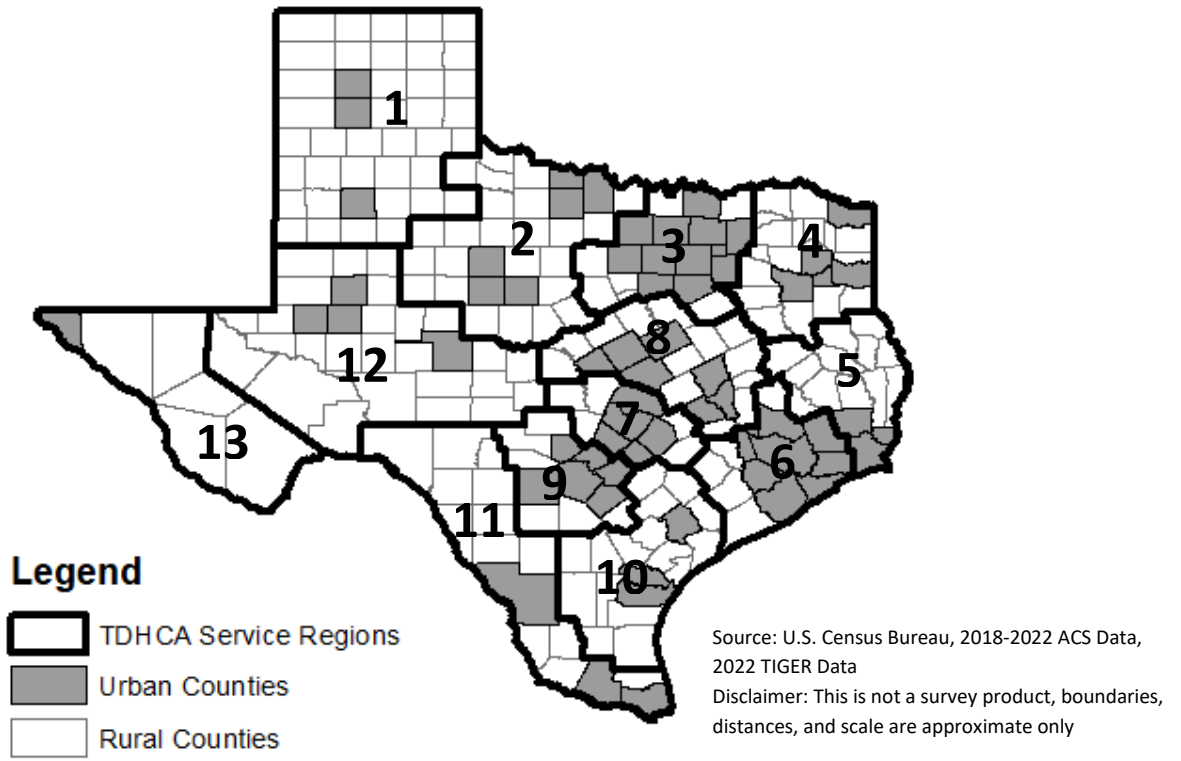 1
2
3
4
5
6
7
8
9
10
11
12
13
Legend
TDHCA Service Regions
Urban Counties
Rural Counties
Source: U.S. Census Bureau, 2018-2022 ACS Data,
2022 TIGER Data
Disclaimer: This is not a survey product, boundaries,
distances, and scale are approximate only